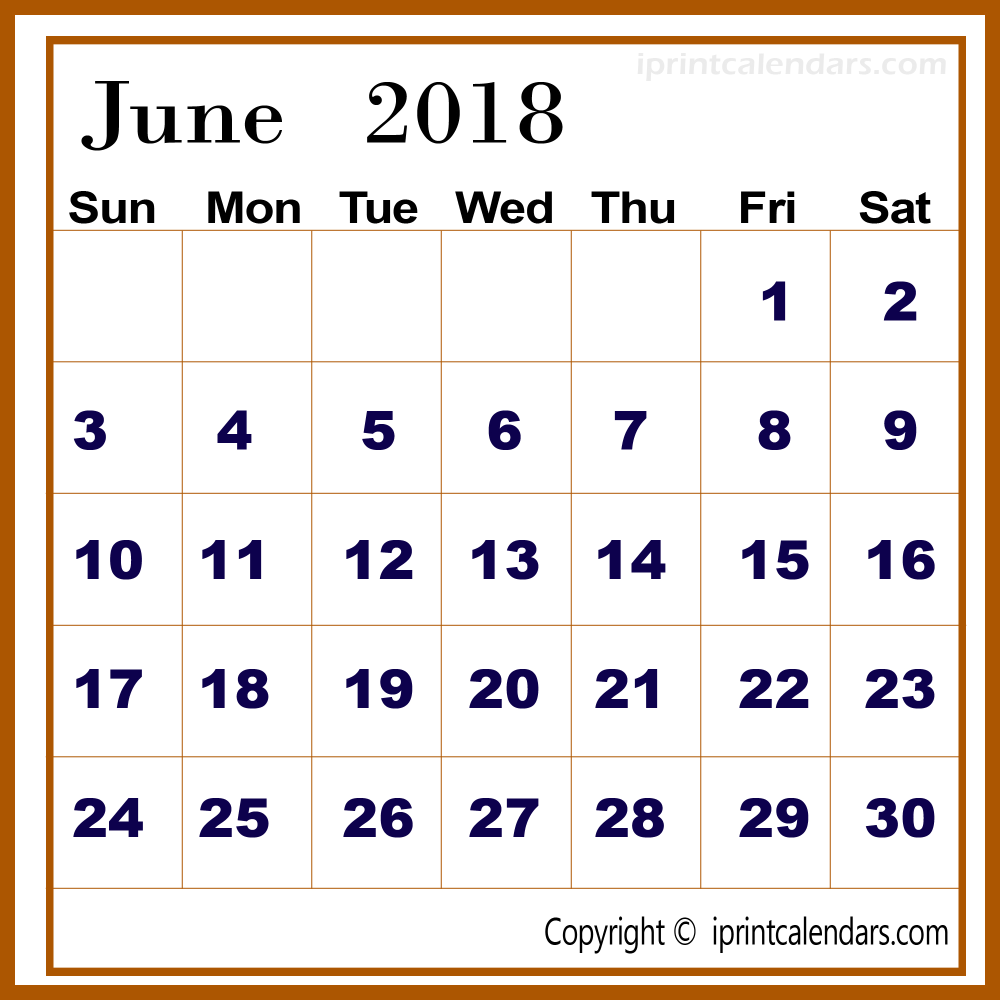 iprintcalendars.com
June 2018
Sun Mon Tue Wed Thu Fri Sat
1 2
3 4 5 6 7 8 9
10 11 12 13 14 15 16
17 18 19 20 21 22 23
24 25 26 27 28 29 30
Copyright © iprintcalendars.com